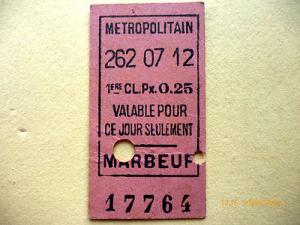 METROPOLITAIN
262 07 12
1ERE CL.Px.0.25
VALABLE POUR
CE JOUR SEULEMENT
MARBEUF
17764